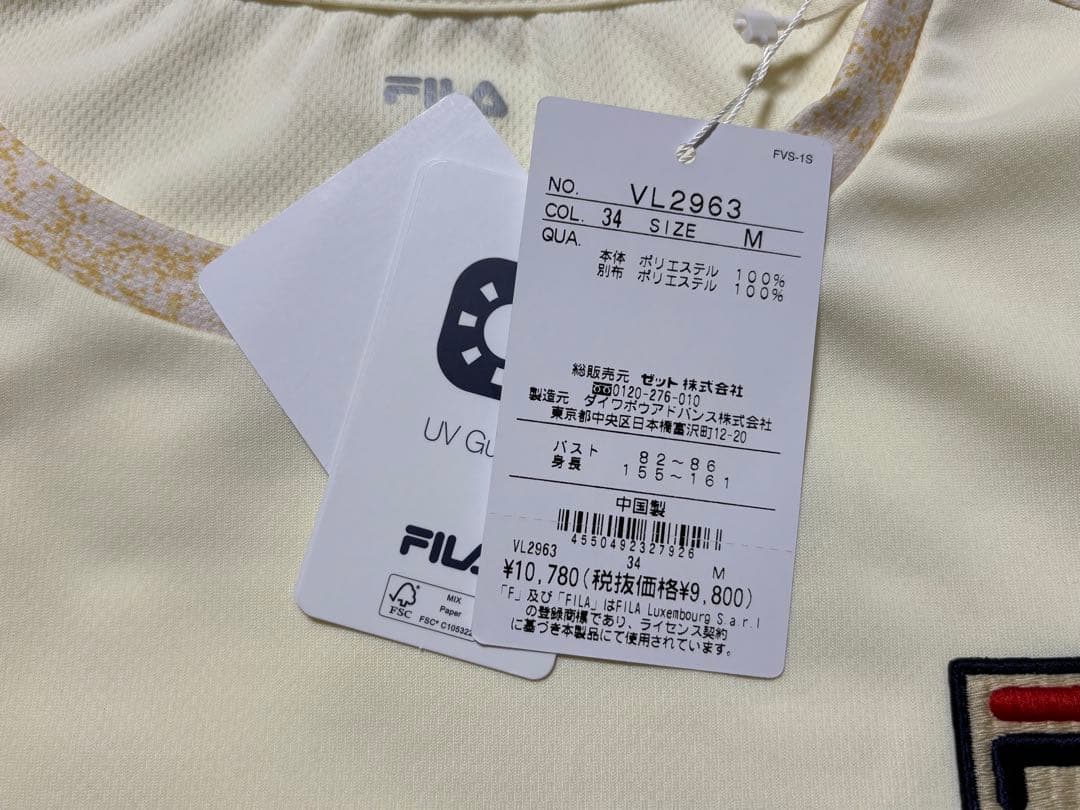 FILA
FVS-1S
NO. VL2963
COL. 34 SIZE M
QUA.
本体 ポリエステル 100%
別布 ポリエステル 100%
総販売元 ゼット株式会社
0120-276-010
製造元 ダイワボウアドバンス株式会社
東京都中央区日本橋富沢町12-20
バスト 82~86
身長 155~161
中国製
4550492327926
VL2963 34 M
¥10,780(税抜価格¥9,800)
「F」及び「FILA」はFILA Luxembourg S.a.r.l
の登録商標であり、ライセンス契約
に基づき本製品にて使用されています。
UV Gu
FILA
FSC
MIX
Paper
FSC® C105322